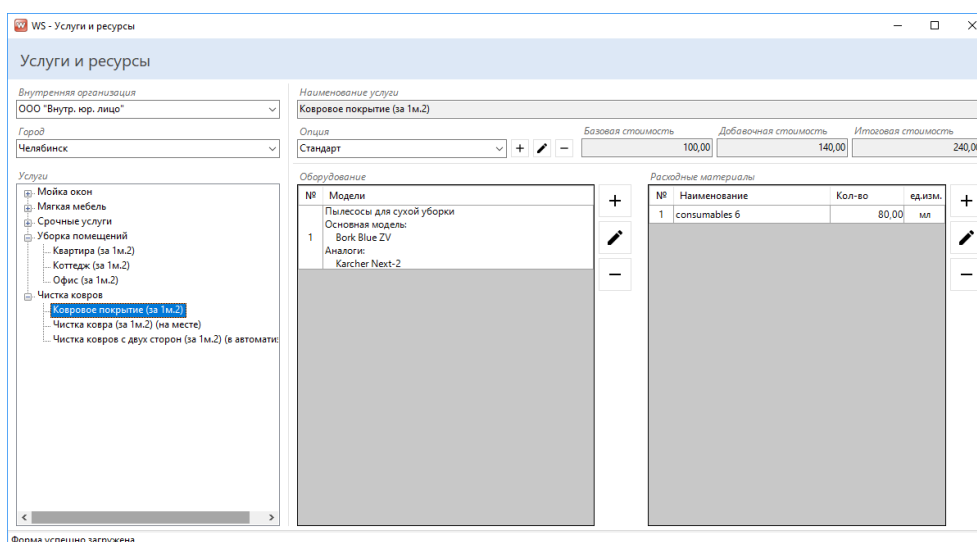 WS - Услуги и ресурсы
Услуги и ресурсы
Внутренняя организация
ООО "Внутр. юр. лицо"
Город
Челябинск
Услуги
Мойка окон
Мягкая мебель
Срочные услуги
Уборка помещений
Квартира (за 1м.2)
Коттедж (за 1м.2)
Офис (за 1м.2)
Чистка ковров
Ковровое покрытие (за 1м.2)
Чистка ковра (за 1м.2) (на месте)
Чистка ковров с двух сторон (за 1м.2) (в автомати
Наименование услуги
Ковровое покрытие (за 1м.2)
Опция
Стандарт
Базовая стоимость
100,00
Добавочная стоимость
140,00
Итоговая стоимость
240,00
Оборудование
№ Модели
1
Пылесосы для сухой уборки
Основная модель:
Bork Blue ZV
Аналоги:
Karcher Next-2
Расходные материалы
№ Наименование Кол-во ед.изм.
1 consumables 6 80,00 мл
Форма успешно загружена